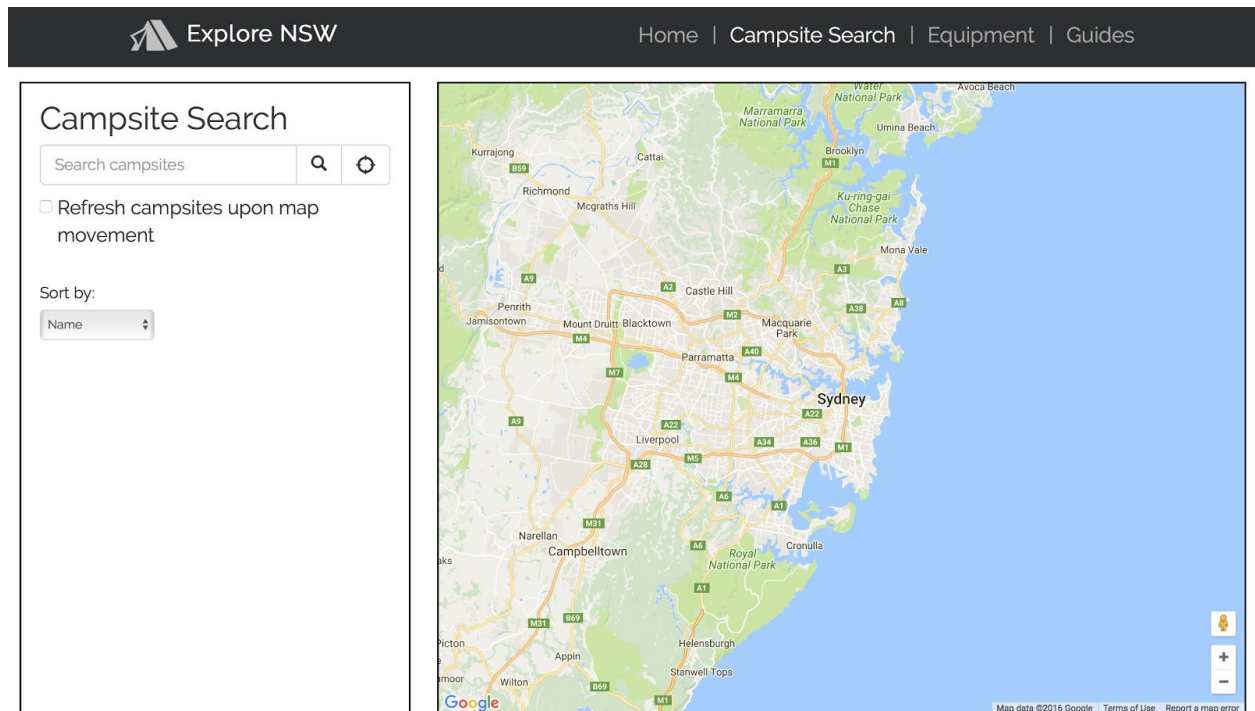 Explore NSW
Home | Campsite Search | Equipment | Guides
Campsite Search
Search campsites
Refresh campsites upon map
movement
Sort by:
Name
Water
National Park
Avoca Beach
Marramarra
National Park
Umina Beach
Kurrajong
Cattai
Brooklyn
M1
B59
Richmond
Mcgraths Hill
Ku-ring-gai
Chase
National Park
Mona Vale
d
A9
A3
A2
Castle Hill
Penrith
A38
A8
Jamisontown
Mount Druitt
Blacktown
M2
Macquarie
Park
M4
Parramatta
A40
M7
M4
Sydney
A9
A22
A22
Liverpool
A34
A36
M1
A28
M5
A6
A1
M31
Narellan
Campbelltown
A6
Royal
National Park
Cronulla
aks
A1
M31
B69
Picton
Helensburgh
Appin
Stanwell Tops
moor
Wilton
B69
M1
+
−
Google
Map data ©2016 Google
Terms of Use
Report a map error